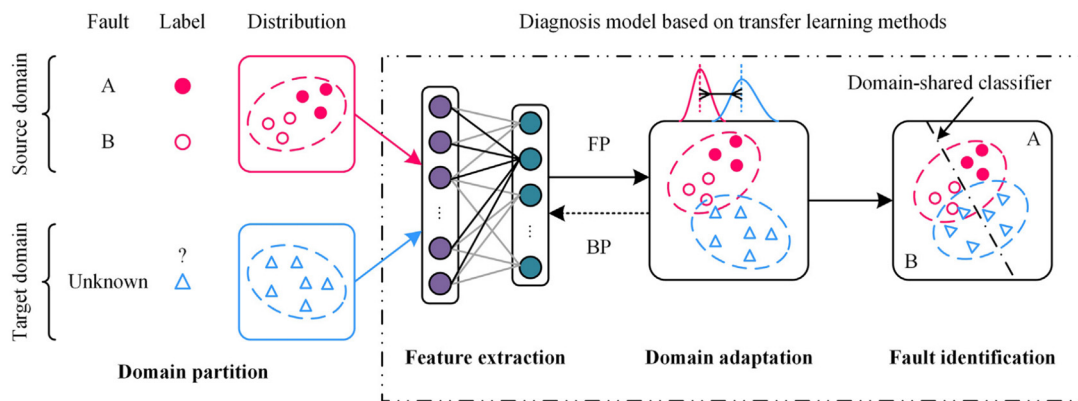 Fault Label Distribution
Diagnosis model based on transfer learning methods
Source domain
A
B
Domain-shared classifier
FP
BP
A
B
Target domain
?
Unknown
Domain partition
Feature extraction
Domain adaptation
Fault identification